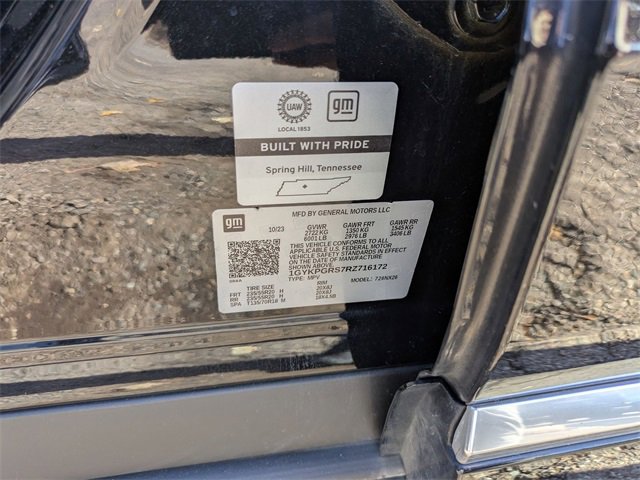 UAW
gm
LOCAL 1853
BUILT WITH PRIDE
Spring Hill, Tennessee
gm
MFD BY GENERAL MOTORS LLC
10/23 GVWR GAWR FRT GAWR RR
2722 KG 1350 KG 1545 KG
6001 LB 2976 LB 3406 LB
THIS VEHICLE CONFORMS TO ALL
APPLICABLE U.S. FEDERAL MOTOR
VEHICLE SAFETY STANDARDS IN EFFECT
ON THE DATE OF MANUFACTURE
SHOWN ABOVE.
1GYKPGRS7RZ716172
TYPE: MPV MODEL: 724NX26
TIRE SIZE RIM
FRT 235/55R20 H 20X8J
RR 235/55R20 H 20X8J
SPA T135/70R18 M 18X4.5B